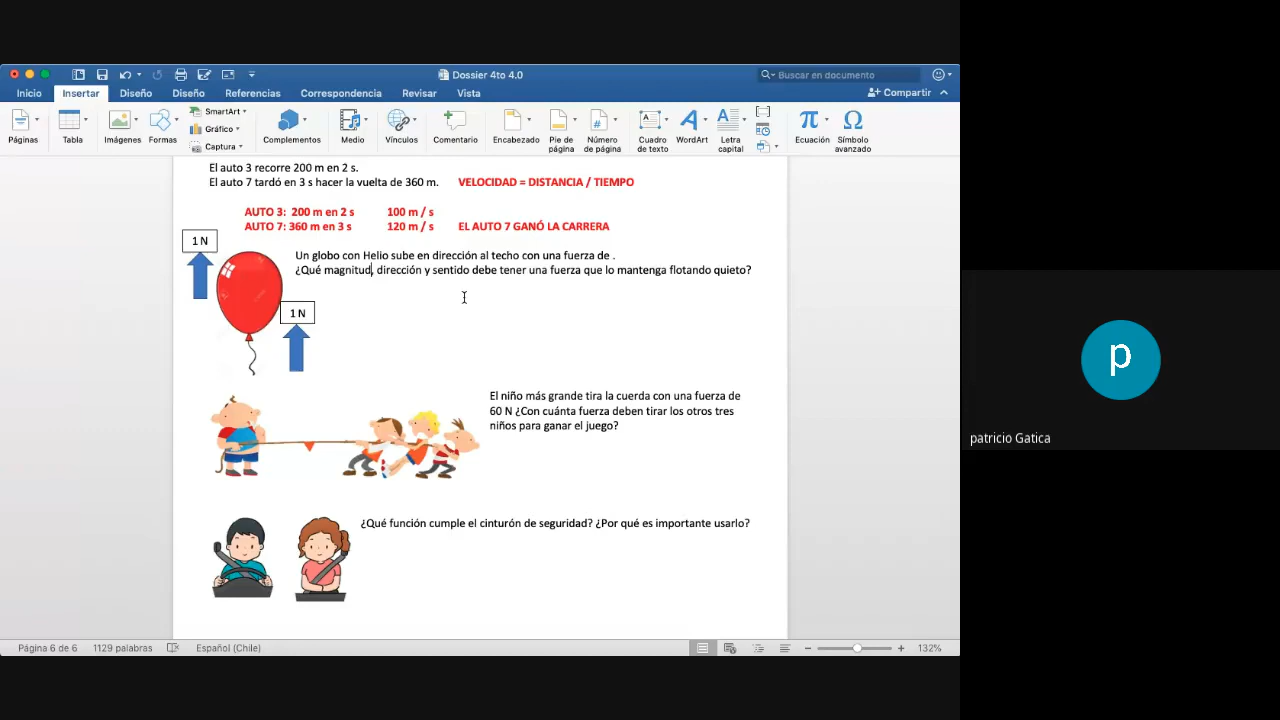 Dossier 4to 4.0
Buscar en documento
Inicio
Insertar
Diseño
Diseño
Referencias
Correspondencia
Revisar
Vista
Compartir
Páginas
Tabla
Imágenes
Formas
SmartArt
Gráfico
Captura
Complementos
Medio
Vínculos
Comentario
Encabezado
Pie de
página
Número
de página
Cuadro
de texto
WordArt
Letra
capital
Ecuación
Símbolo
avanzado
El auto 3 recorre 200 m en 2 s.
El auto 7 tardó en 3 s hacer la vuelta de 360 m. VELOCIDAD = DISTANCIA / TIEMPO
AUTO 3: 200 m en 2 s 100 m / s
AUTO 7: 360 m en 3 s 120 m / s EL AUTO 7 GANÓ LA CARRERA
1 N
Un globo con Helio sube en dirección al techo con una fuerza de .
¿Qué magnitud, dirección y sentido debe tener una fuerza que lo mantenga flotando quieto?
1 N
El niño más grande tira la cuerda con una fuerza de
60 N ¿Con cuánta fuerza deben tirar los otros tres
niños para ganar el juego?
¿Qué función cumple el cinturón de seguridad? ¿Por qué es importante usarlo?
Página 6 de 6
1129 palabras
Español (Chile)
132%
p
patricio Gatica